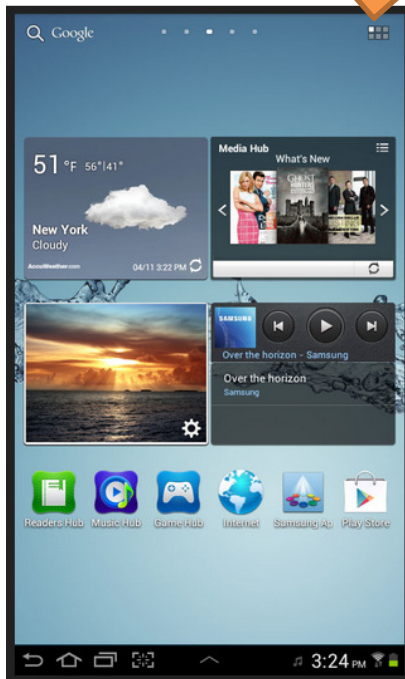 Google
51 °F 56°|41°
New York
Cloudy
AccuWeather.com 04/11 3:22 PM
Media Hub
What's New
GHOST
HUNTERS
SAMSUNG
Over the horizon - Samsung
Over the horizon
Samsung
Readers Hub Music Hub Game Hub Internet Samsung Ap Play Store
3:24 PM